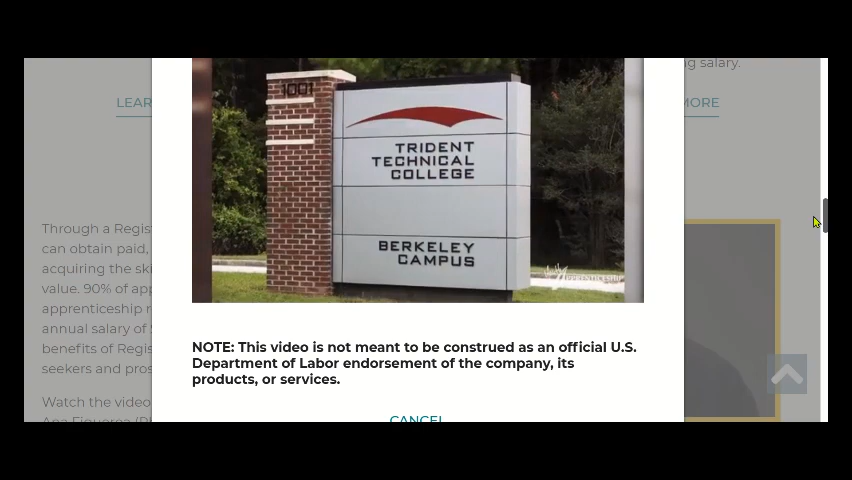 ng salary.
LEAR
MORE
1001
TRIDENT
TECHNICAL
COLLEGE
BERKELEY
CAMPUS
APPRENTICESHIP
Through a Regist
can obtain paid,
acquiring the ski
value. 90% of app
apprenticeship r
annual salary of
benefits of Regis
seekers and pros
Watch the video
NOTE: This video is not meant to be construed as an official U.S.
Department of Labor endorsement of the company, its
products, or services.
CANCEL